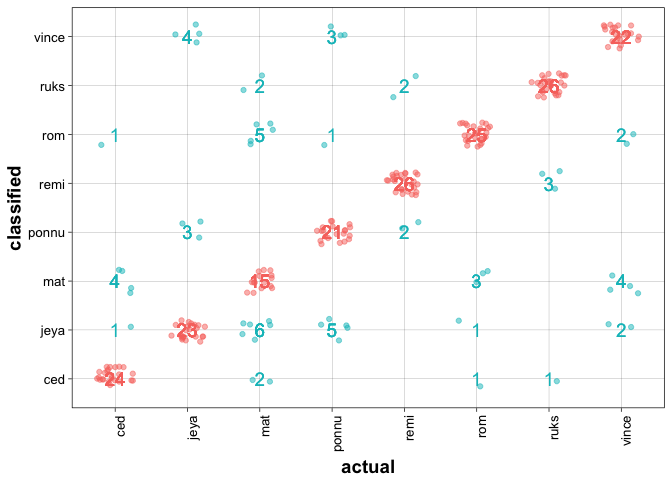 vince 4 3 22
ruks 2 2 26
rom 1 5 1 25 2
remi 26 3
ponnu 3 21 2
mat 4 15 3 4
jeya 1 23 6 5 1 2
ced 24 2 1 1
classified
ced jeya mat ponnu remi rom ruks vince
actual